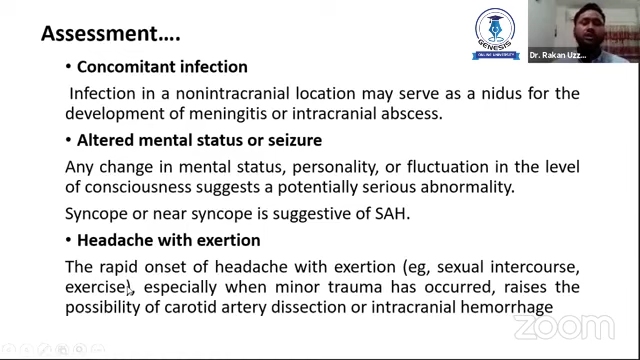 Assessment….
GENESIS
ONLINE UNIVERSITY
Dr. Rakan Uzz...
• Concomitant infection
Infection in a nonintracranial location may serve as a nidus for the
development of meningitis or intracranial abscess.
• Altered mental status or seizure
Any change in mental status, personality, or fluctuation in the level
of consciousness suggests a potentially serious abnormality.
Syncope or near syncope is suggestive of SAH.
• Headache with exertion
The rapid onset of headache with exertion (eg, sexual intercourse,
exercise), especially when minor trauma has occurred, raises the
possibility of carotid artery dissection or intracranial hemorrhage
zoom